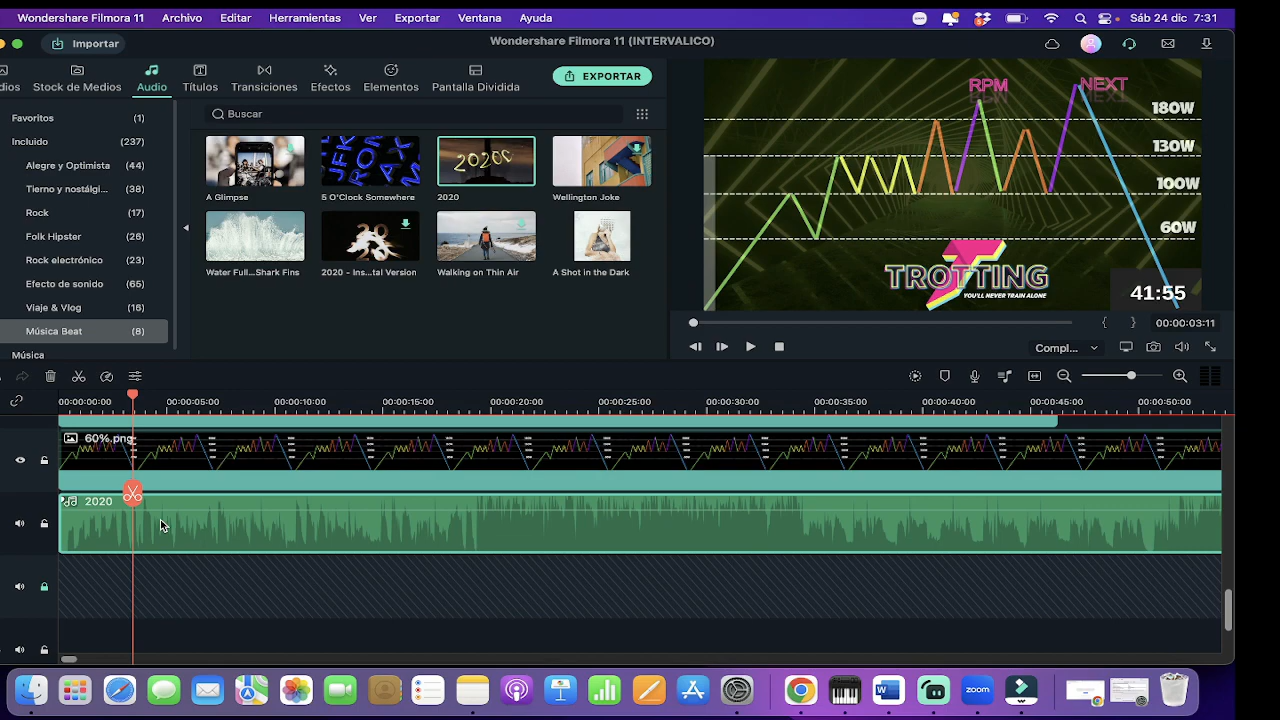 Wondershare Filmora 11 Archivo Editar Herramientas Ver Exportar Ventana Ayuda
Sáb 24 dic 7:31
Importar
Wondershare Filmora 11 (INTERVALICO)
dios Stock de Medios Audio Títulos Transiciones Efectos Elementos Pantalla Dividida
EXPORTAR
Favoritos (1)
Incluido (237)
Alegre y Optimista (44)
Tierno y nostálgi... (38)
Rock (17)
Folk Hipster (26)
Rock electrónico (23)
Efecto de sonido (65)
Viaje & Vlog (16)
Música Beat (8)
Música
Buscar
A Glimpse 5 O'Clock Somewhere 2020 Wellington Joke
Water Full...Shark Fins 2020 - Ins...tal Version Walking on Thin Air A Shot in the Dark
RPM NEXT
180W
130W
100W
60W
TROTTING
YOU'LL NEVER TRAIN ALONE
41:55
{ } 00:00:03:11
Compl...
00:00:00:00 00:00:05:00 00:00:10:00 00:00:15:00 00:00:20:00 00:00:25:00 00:00:30:00 00:00:35:00 00:00:40:00 00:00:45:00 00:00:50:00
60%.png
2020
zoom